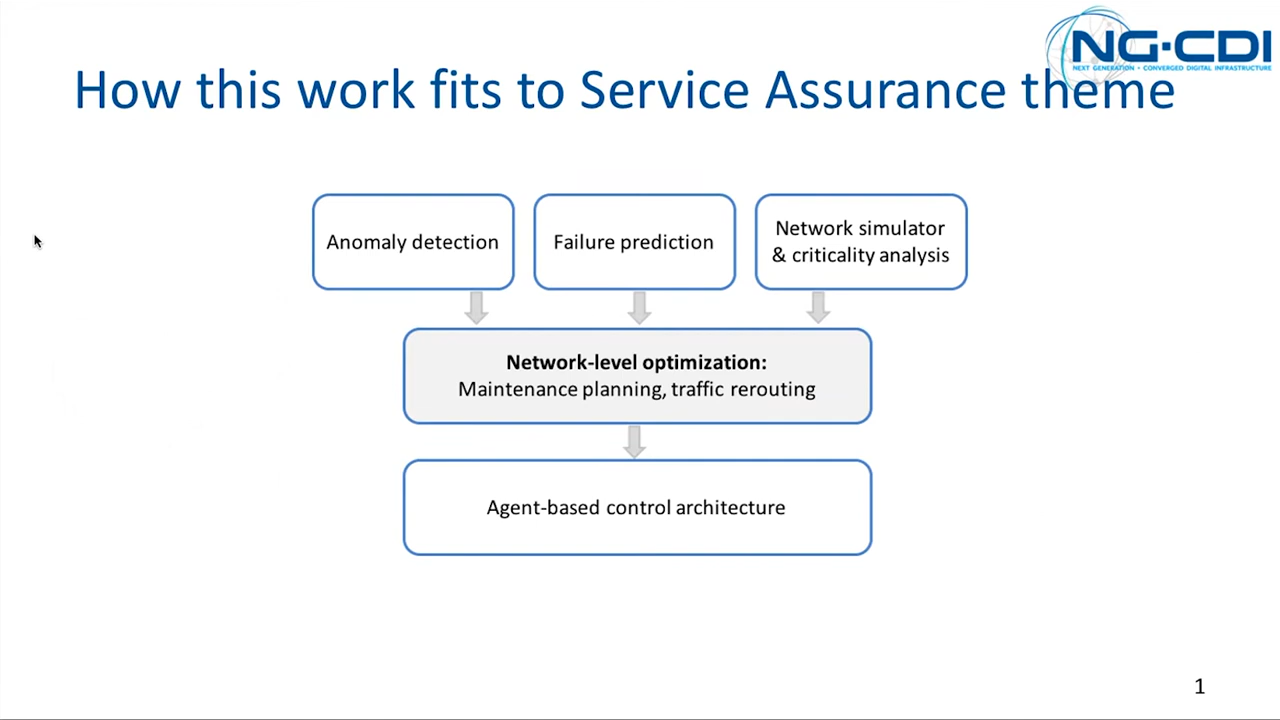 NG·CDI
NEXT GENERATION · CONVERGED DIGITAL INFRASTRUCTURE
How this work fits to Service Assurance theme
Anomaly detection
Failure prediction
Network simulator
& criticality analysis
Network-level optimization:
Maintenance planning, traffic rerouting
Agent-based control architecture
1